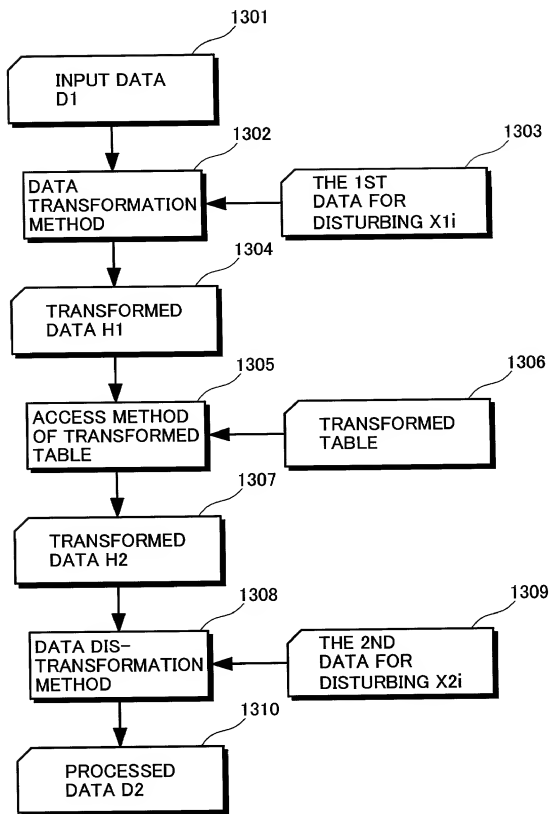 1301
INPUT DATA
D1
1302
DATA
TRANSFORMATION
METHOD
1303
THE 1ST
DATA FOR
DISTURBING X1i
1304
TRANSFORMED
DATA H1
1305
ACCESS METHOD
OF TRANSFORMED
TABLE
1306
TRANSFORMED
TABLE
1307
TRANSFORMED
DATA H2
1308
DATA DIS-
TRANSFORMATION
METHOD
1309
THE 2ND
DATA FOR
DISTURBING X2i
1310
PROCESSED
DATA D2